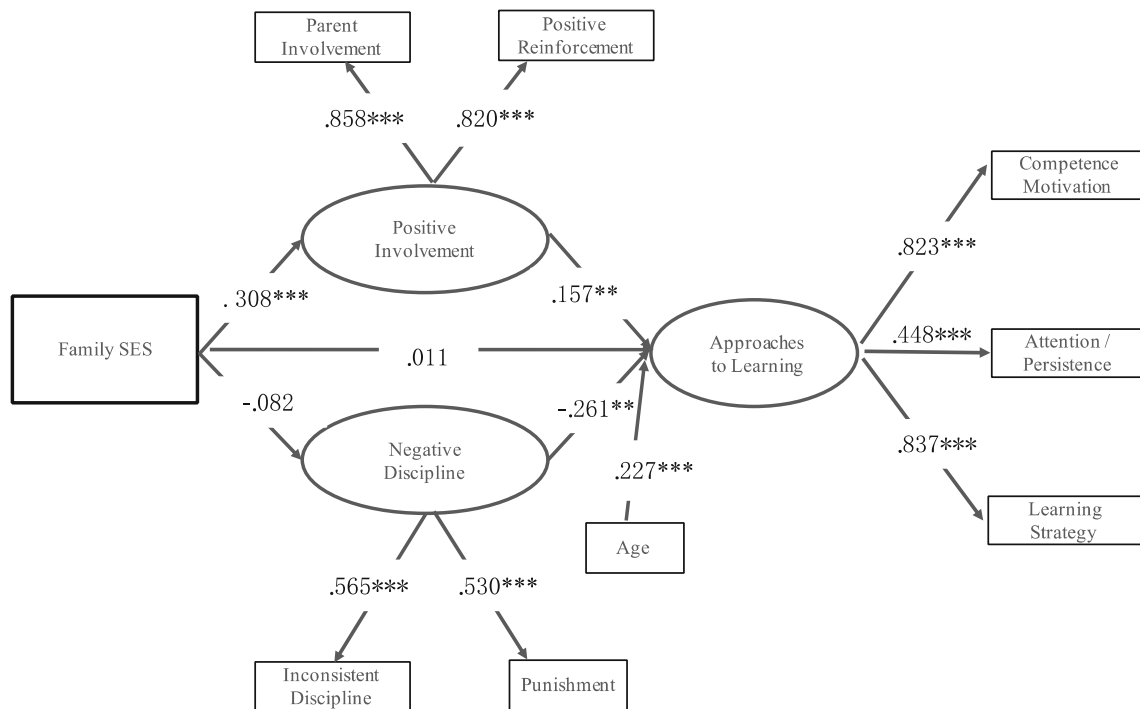 Parent
Involvement
Positive
Reinforcement
.858***
.820***
Competence
Motivation
Positive
Involvement
.823***
. 308***
.157**
Family SES
.011
Approaches
to Learning
.448***
Attention /
Persistence
-.082
-.261**
Negative
Discipline
.227***
.837***
Learning
Strategy
Age
.565***
.530***
Inconsistent
Discipline
Punishment